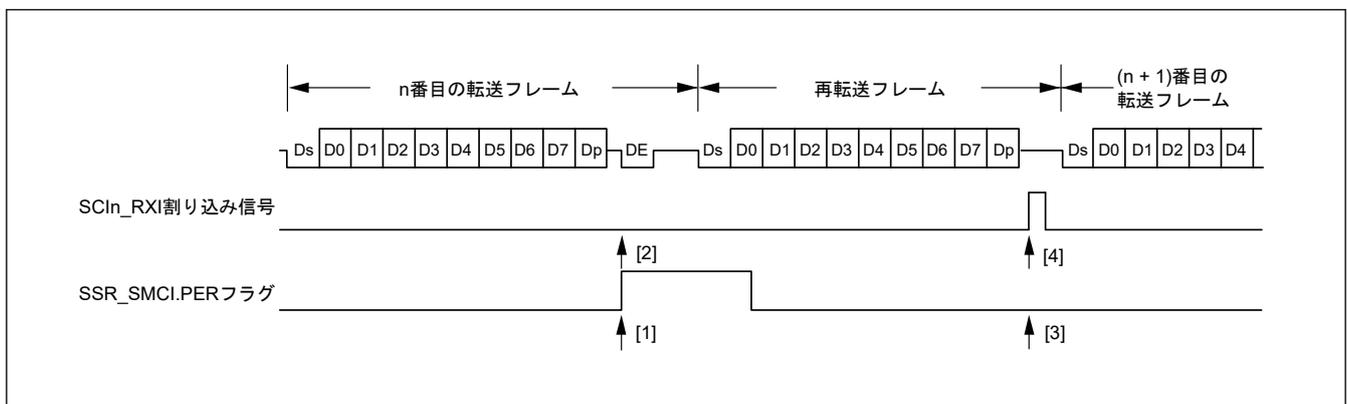 n番目の転送フレーム
再転送フレーム
(n + 1)番目の
転送フレーム
Ds D0 D1 D2 D3 D4 D5 D6 D7 Dp DE Ds D0 D1 D2 D3 D4 D5 D6 D7 Dp Ds D0 D1 D2 D3 D4
SCIn_RXI割り込み信号
[2] [4]
SSR_SMCI.PERフラグ
[1] [3]